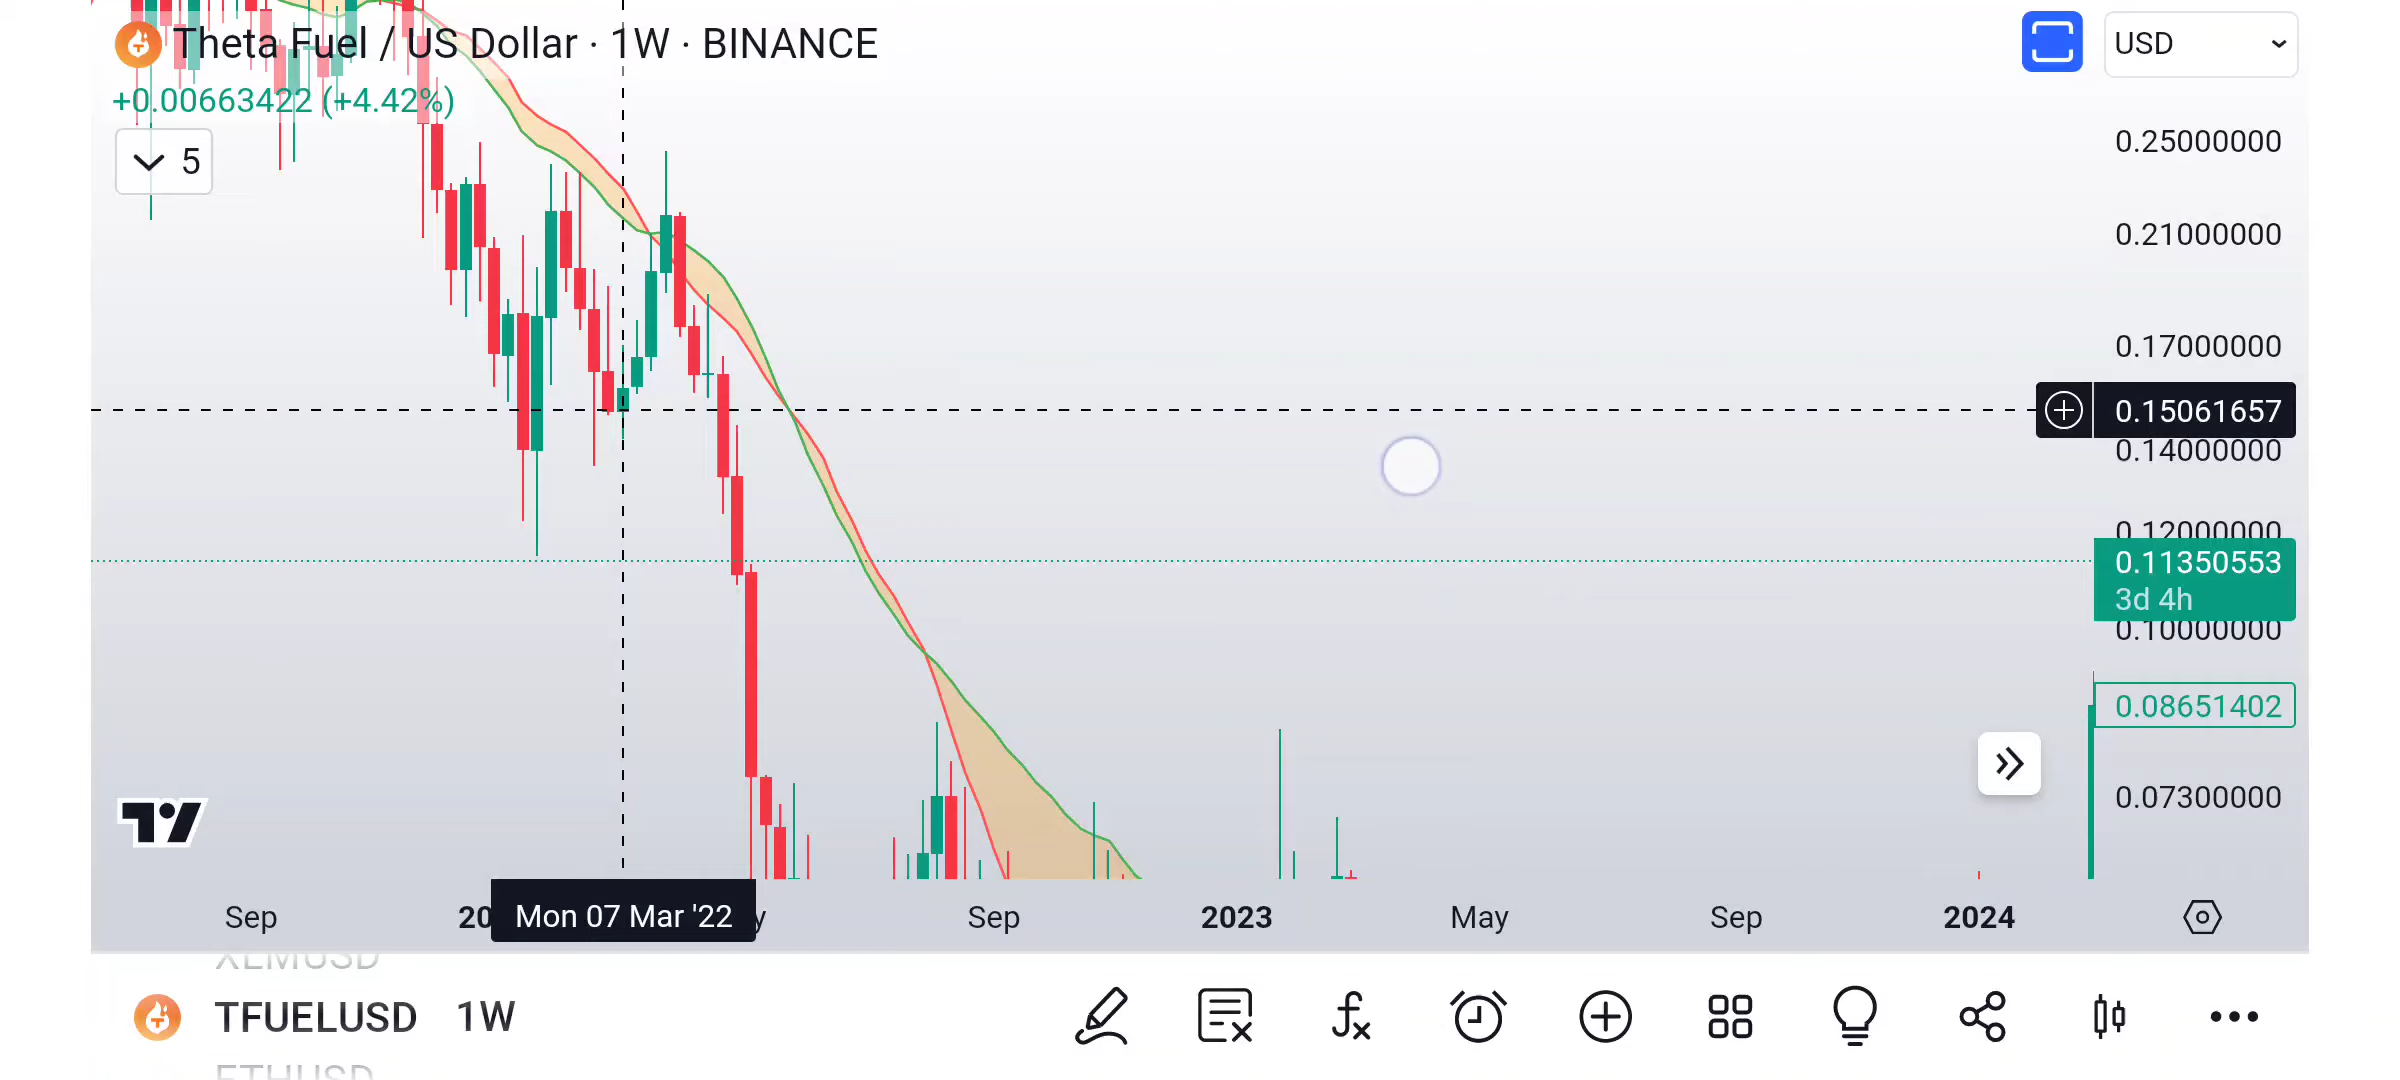 Theta Fuel / US Dollar · 1W · BINANCE
USD
+0.00663422 (+4.42%)
5
0.25000000
0.21000000
0.17000000
0.15061657
0.14000000
0.12000000
0.11350553
3d 4h
0.10000000
0.08651402
0.07300000
Sep
20
Mon 07 Mar '22
y
Sep
2023
May
Sep
2024
XLMUSD
TFUELUSD 1W
ETHUSD